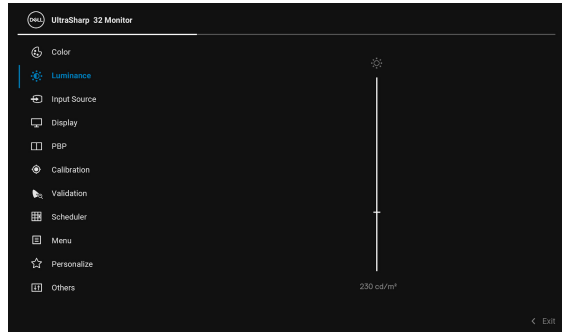 DELL
UltraSharp 32 Monitor
Color
Luminance
Input Source
Display
PBP
Calibration
Validation
Scheduler
Menu
Personalize
Others
230 cd/m²
< Exit